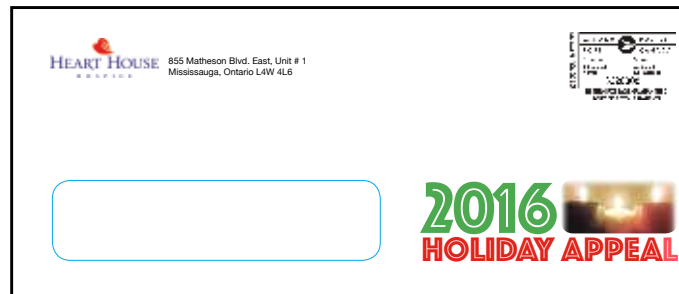 HEART HOUSE
HOSPICE
855 Matheson Blvd. East, Unit # 1
Mississauga, Ontario L4W 4L6
2016
HOLIDAY APPEAL